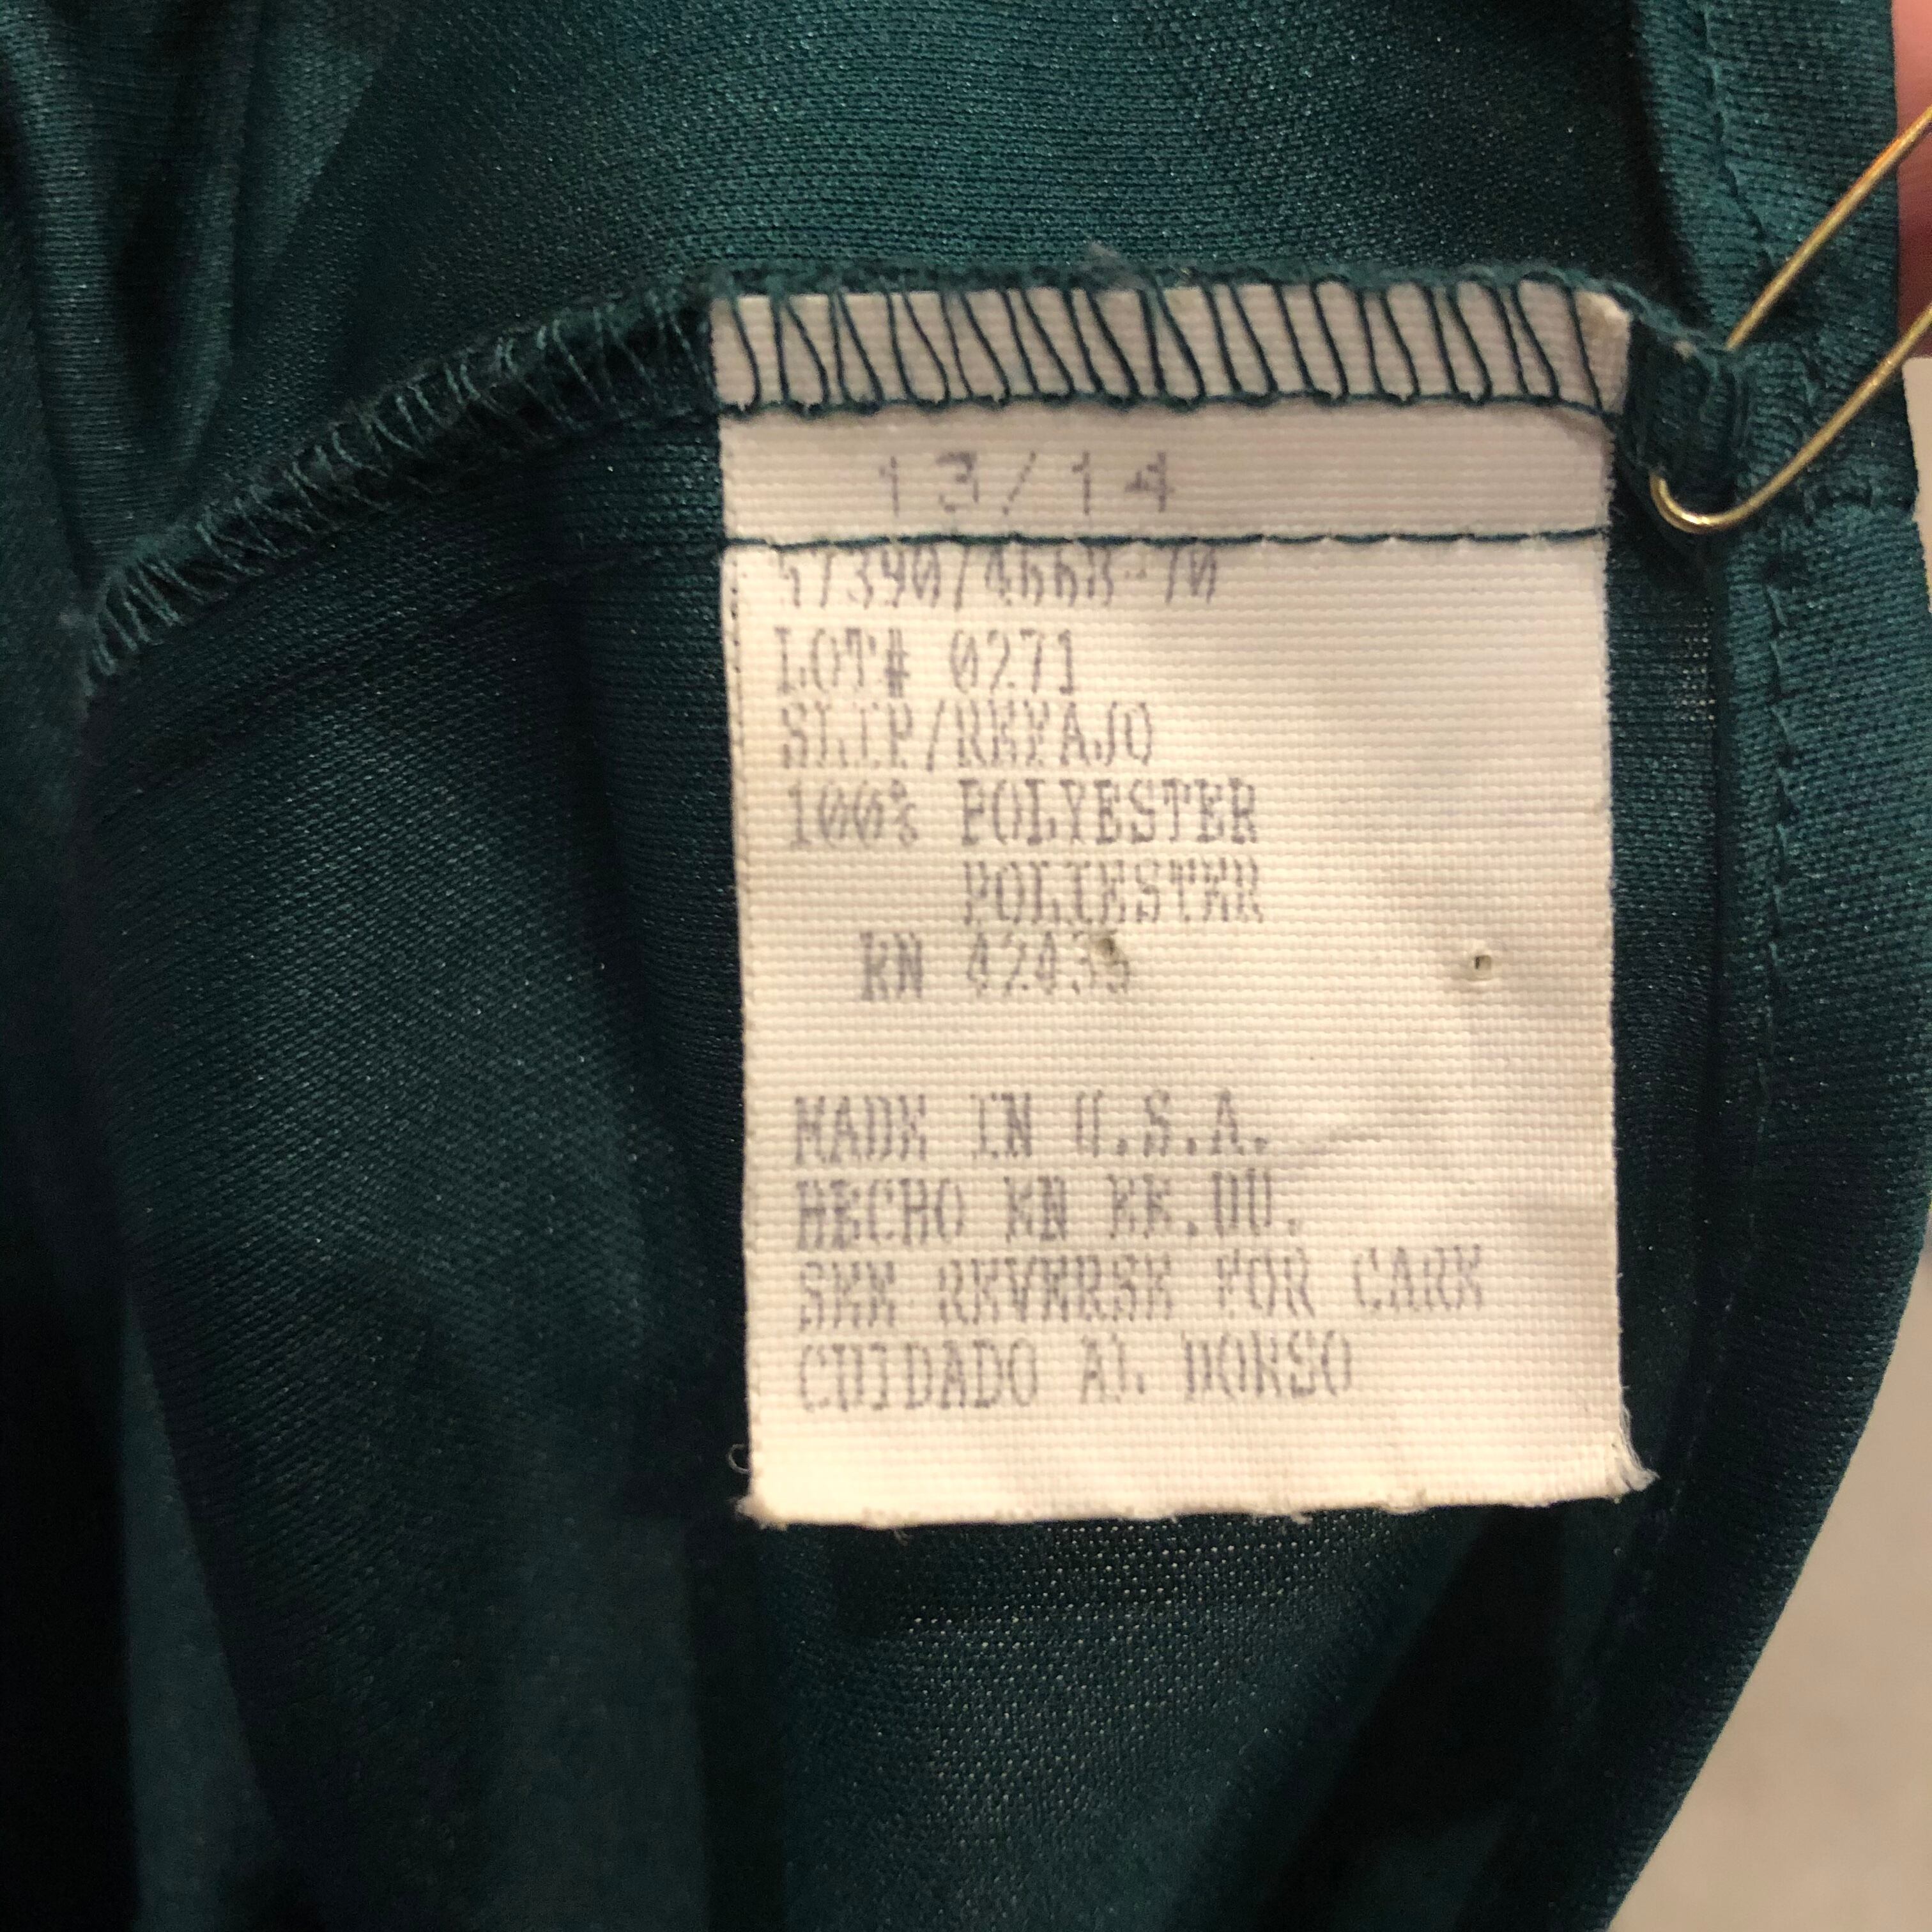 13/14
57390/4668-70
LOT# 0271
SLIP/REFAJO
100% POLYESTER
POLIESTER
RN 42435
MADE IN U.S.A.
HECHO EN EE.UU.
SEE REVERSE FOR CARE
CUIDADO AL DORSO